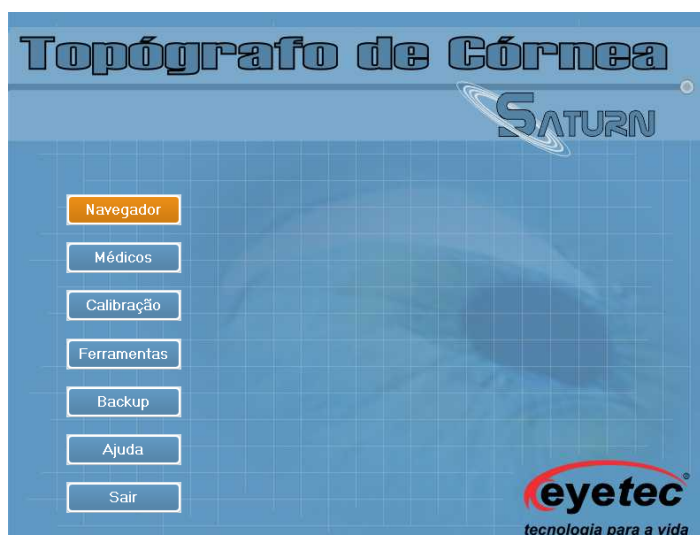 Topógrafo de Córnea
SATURN
Navegador
Médicos
Calibração
Ferramentas
Backup
Ajuda
Sair
eyetec®
tecnologia para a vida